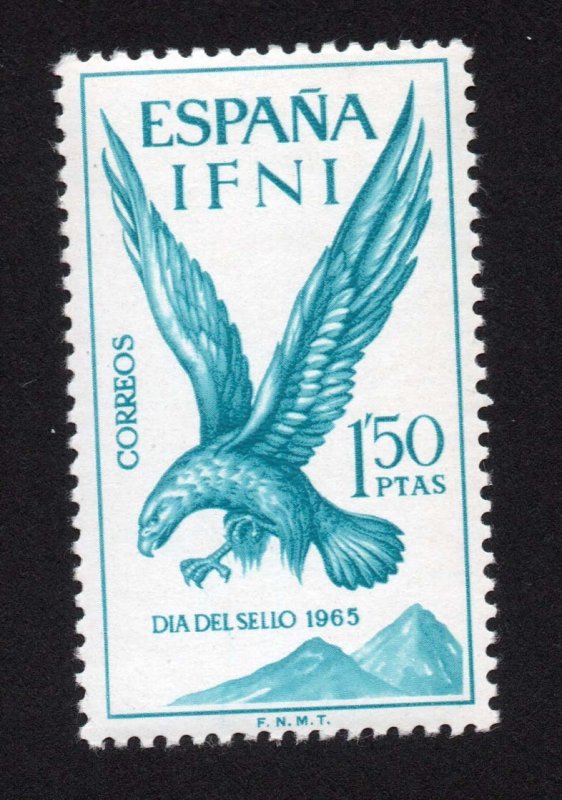 ESPAÑA
IFNI
CORREOS
1'50
PTAS
DIA DEL SELLO 1965
F. N. M. T.